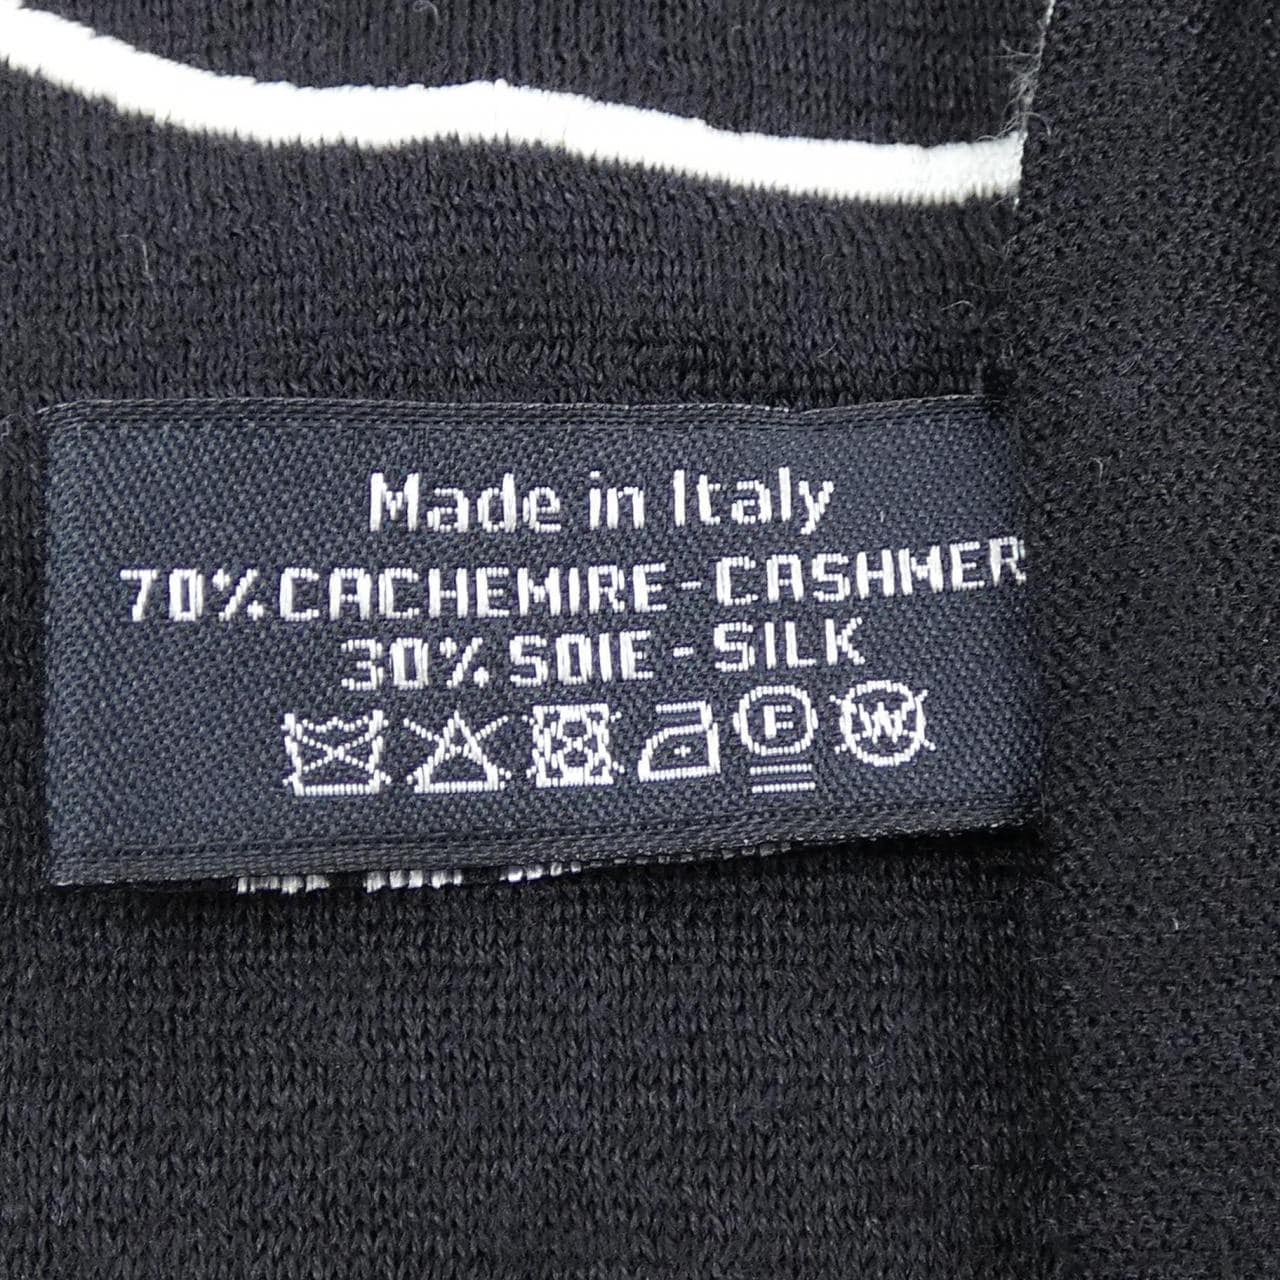 Made in Italy
70% CACHEMIRE - CASHMER
30% SOIE - SILK
A F W